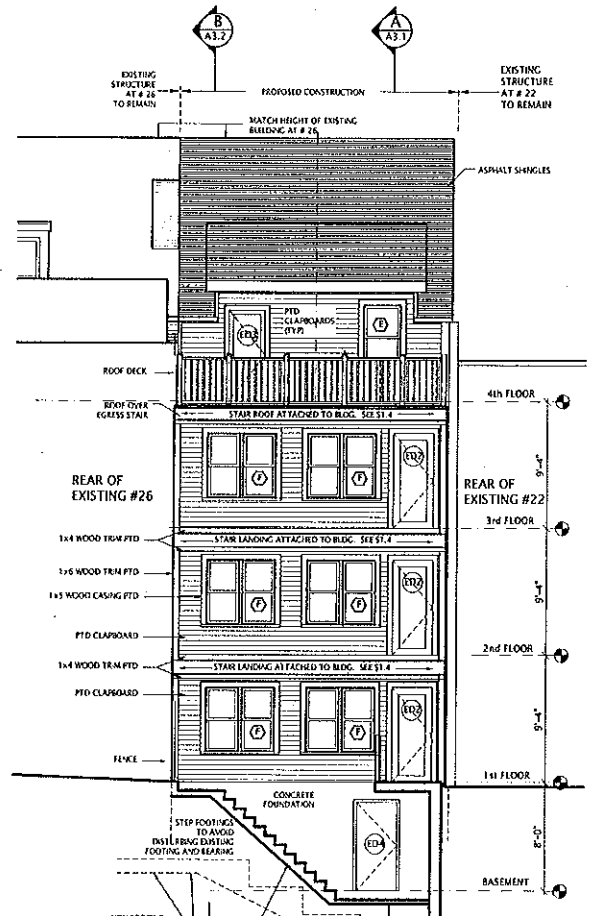 B
A3.2
A
A3.1
EXISTING
STRUCTURE
AT # 26
TO REMAIN
PROPOSED CONSTRUCTION
EXISTING
STRUCTURE
AT # 22
TO REMAIN
MATCH HEIGHT OF EXISTING
BUILDING AT # 26
ASPHALT SHINGLES
PTD
CLAPBOARDS
(TYP)
E
ROOF DECK
4th FLOOR
ROOF OVER
EGRESS STAIR
STAIR ROOF ATTACHED TO BLDG. SEE S1.4
ED2
F
F
9'-4"
REAR OF
EXISTING #26
REAR OF
EXISTING #22
3rd FLOOR
1x4 WOOD TRIM PTD
STAIR LANDING ATTACHED TO BLDG. SEE S1.4
1x6 WOOD TRIM PTD
1x5 WOOD CASING PTD
ED2
F
F
9'-4"
PTD CLAPBOARD
2nd FLOOR
1x4 WOOD TRIM PTD
STAIR LANDING ATTACHED TO BLDG. SEE S1.4
PTD CLAPBOARD
ED2
F
F
9'-4"
FENCE
1st FLOOR
CONCRETE
FOUNDATION
STEP FOOTINGS
TO AVOID
DISTURBING EXISTING
FOOTING AND BEARING
ED4
8'-0"
BASEMENT